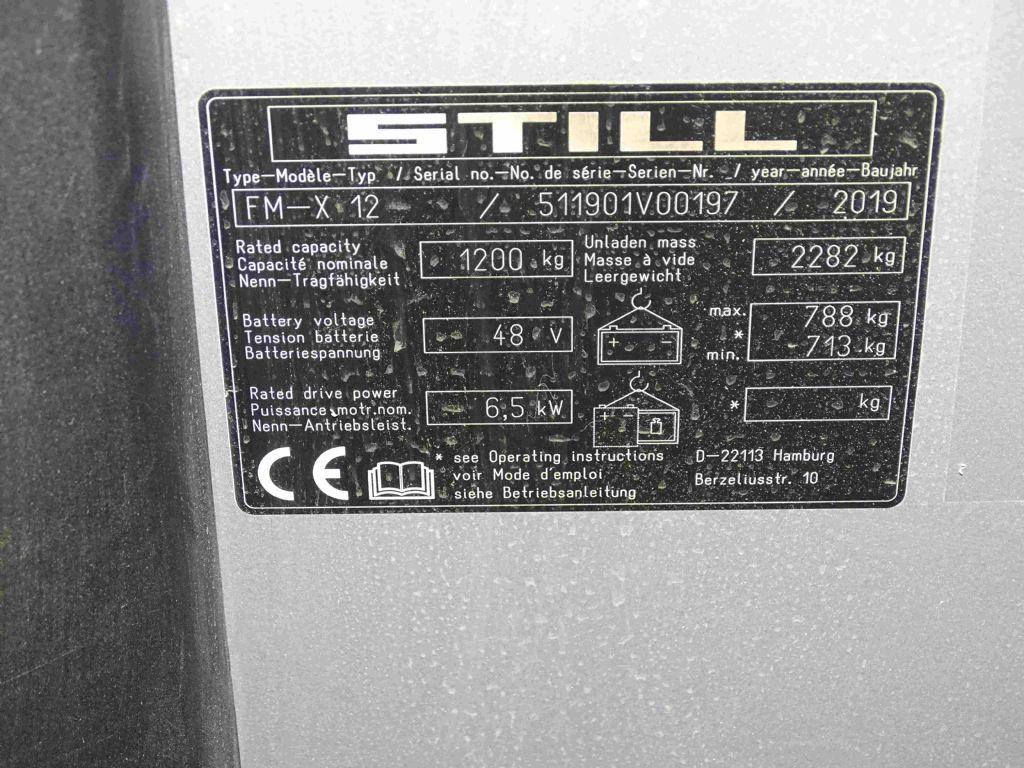 STILL
Type-Modèle-Typ / Serial no.-No. de série-Serien-Nr. / year-année-Baujahr
FM-X 12 / 511901V00197 / 2019
Rated capacity
Capacité nominale
Nenn-Tragfähigkeit
1200 kg
Unladen mass
Masse à vide
Leergewicht
2282 kg
Battery voltage
Tension batterie
Batteriespannung
48 V
max. 788 kg
*
min. 713 kg
Rated drive power
Puissance motr.nom.
Nenn-Antriebsleist.
6,5 kW
* kg
CE
* see Operating instructions
voir Mode d'emploi
siehe Betriebsanleitung
D-22113 Hamburg
Berzeliusstr. 10